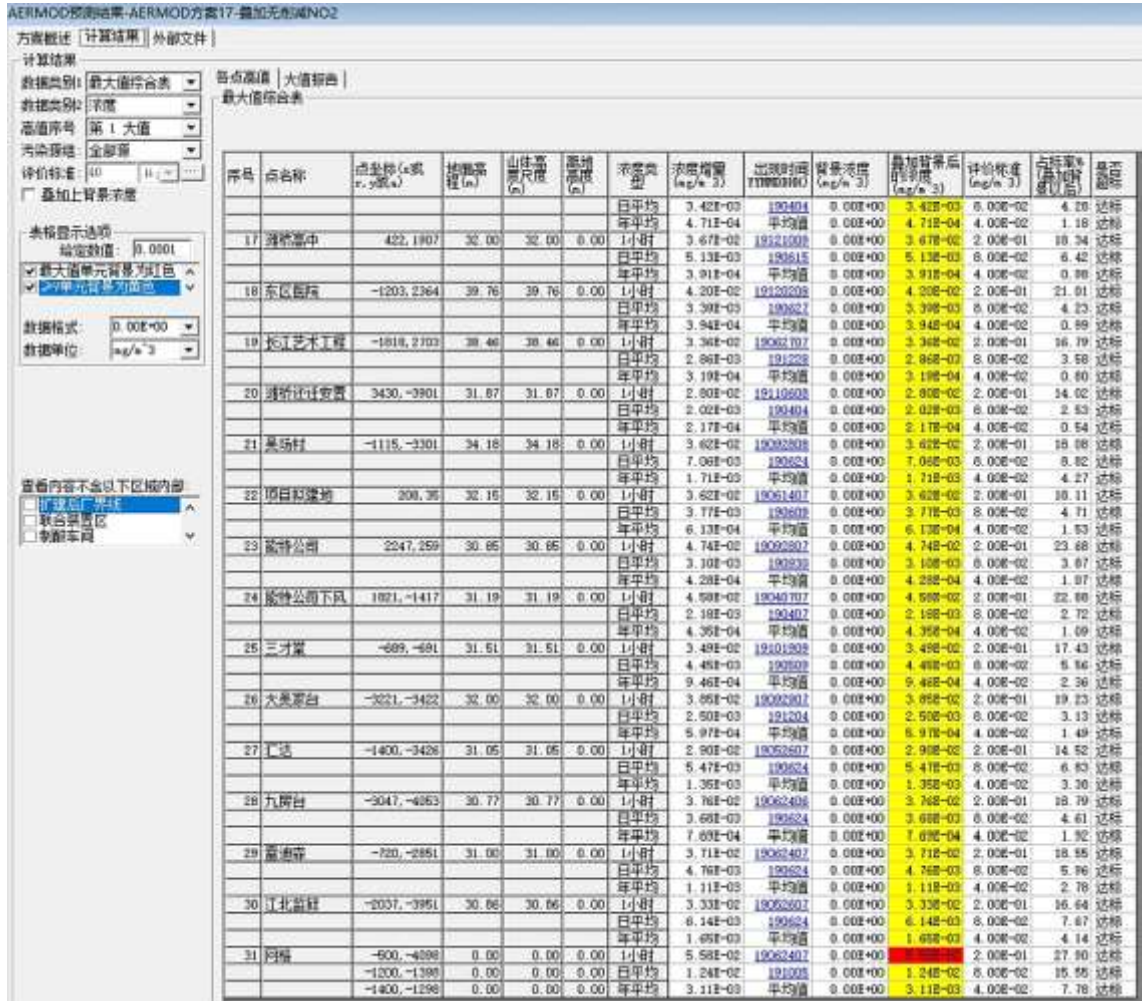 AERMOD预测结果-AERMOD方案17-叠加无削减NO2
方案概述 计算结果 外部文件
计算结果
数据类别1 最大值综合表
数据类别2 浓度
高值序号 第 1 大值
污染源组: 全部源
评价标准:
叠加上背景浓度
表格显示选项
给定数值: 0.0001
最大值单元背景为红色
单元背景为黄色
数据格式: 0.00E+00
数据单位: mg/m^3
查看内容不含以下区域内部
扩建后厂界线
联合装置区
制酸车间
各点高值 大值报告
最大值综合表
序号 点名称 点坐标(x或r,y或a) 地面高程(m) 山体高度尺度(m) 离地高度(m) 浓度类型 浓度增量(mg/m^3) 出现时间(YYMMDDHH) 背景浓度(mg/m^3) 叠加背景后的浓度(mg/m^3) 评价标准(mg/m^3) 占标率%(叠加背景以后) 是否超标
日平均 3.42E-03 190404 0.00E+00 3.42E-03 8.00E-02 4.28 达标
年平均 4.71E-04 平均值 0.00E+00 4.71E-04 4.00E-02 1.18 达标
17 422,1907 32.00 32.00 0.00 1小时 3.67E-02 19121009 0.00E+00 3.67E-02 2.00E-01 18.34 达标
日平均 5.13E-03 190615 0.00E+00 5.13E-03 8.00E-02 6.42 达标
年平均 3.91E-04 平均值 0.00E+00 3.91E-04 4.00E-02 0.98 达标
18 东区医院 -1203,2364 39.76 39.76 0.00 1小时 4.20E-02 19120209 0.00E+00 4.20E-02 2.00E-01 21.01 达标
日平均 3.39E-03 190627 0.00E+00 3.39E-03 8.00E-02 4.23 达标
年平均 3.94E-04 平均值 0.00E+00 3.94E-04 4.00E-02 0.99 达标
19 长江艺术工程 -1818,2703 38.46 38.46 0.00 1小时 3.36E-02 19062707 0.00E+00 3.36E-02 2.00E-01 16.79 达标
日平均 2.86E-03 191228 0.00E+00 2.86E-03 8.00E-02 3.58 达标
年平均 3.19E-04 平均值 0.00E+00 3.19E-04 4.00E-02 0.80 达标
20 3430,-3901 31.87 31.87 0.00 1小时 2.80E-02 19110608 0.00E+00 2.80E-02 2.00E-01 14.02 达标
日平均 2.02E-03 190404 0.00E+00 2.02E-03 8.00E-02 2.53 达标
年平均 2.17E-04 平均值 0.00E+00 2.17E-04 4.00E-02 0.54 达标
21 吴场村 -1115,-3301 34.18 34.18 0.00 1小时 3.62E-02 19092808 0.00E+00 3.62E-02 2.00E-01 18.08 达标
日平均 7.06E-03 190624 0.00E+00 7.06E-03 8.00E-02 8.82 达标
年平均 1.71E-03 平均值 0.00E+00 1.71E-03 4.00E-02 4.27 达标
22 项目拟建地 208,35 32.15 32.15 0.00 1小时 3.62E-02 19061407 0.00E+00 3.62E-02 2.00E-01 18.11 达标
日平均 3.77E-03 190609 0.00E+00 3.77E-03 8.00E-02 4.71 达标
年平均 6.13E-04 平均值 0.00E+00 6.13E-04 4.00E-02 1.53 达标
23 能特公司 2247,259 30.85 30.85 0.00 1小时 4.74E-02 19092807 0.00E+00 4.74E-02 2.00E-01 23.68 达标
日平均 3.10E-03 190930 0.00E+00 3.10E-03 8.00E-02 3.87 达标
年平均 4.28E-04 平均值 0.00E+00 4.28E-04 4.00E-02 1.07 达标
24 能特公司下风 1821,-1417 31.19 31.19 0.00 1小时 4.58E-02 19040707 0.00E+00 4.58E-02 2.00E-01 22.88 达标
日平均 2.18E-03 190407 0.00E+00 2.18E-03 8.00E-02 2.72 达标
年平均 4.35E-04 平均值 0.00E+00 4.35E-04 4.00E-02 1.09 达标
25 三才堂 -689,-691 31.51 31.51 0.00 1小时 3.49E-02 19101909 0.00E+00 3.49E-02 2.00E-01 17.43 达标
日平均 4.45E-03 190509 0.00E+00 4.45E-03 8.00E-02 5.56 达标
年平均 9.46E-04 平均值 0.00E+00 9.46E-04 4.00E-02 2.36 达标
26 大吴家台 -3221,-3422 32.00 32.00 0.00 1小时 3.85E-02 19092807 0.00E+00 3.85E-02 2.00E-01 19.23 达标
日平均 2.50E-03 191204 0.00E+00 2.50E-03 8.00E-02 3.13 达标
年平均 5.97E-04 平均值 0.00E+00 5.97E-04 4.00E-02 1.49 达标
27 汇达 -1400,-3426 31.05 31.05 0.00 1小时 2.90E-02 19052607 0.00E+00 2.90E-02 2.00E-01 14.52 达标
日平均 5.47E-03 190624 0.00E+00 5.47E-03 8.00E-02 6.83 达标
年平均 1.35E-03 平均值 0.00E+00 1.35E-03 4.00E-02 3.38 达标
28 九房台 -3047,-4053 30.77 30.77 0.00 1小时 3.76E-02 19062406 0.00E+00 3.76E-02 2.00E-01 18.79 达标
日平均 3.68E-03 190624 0.00E+00 3.68E-03 8.00E-02 4.61 达标
年平均 7.69E-04 平均值 0.00E+00 7.69E-04 4.00E-02 1.92 达标
29 富迪森 -720,-2851 31.00 31.00 0.00 1小时 3.71E-02 19062407 0.00E+00 3.71E-02 2.00E-01 18.55 达标
日平均 4.76E-03 190624 0.00E+00 4.76E-03 8.00E-02 5.96 达标
年平均 1.11E-03 平均值 0.00E+00 1.11E-03 4.00E-02 2.78 达标
30 江北监狱 -2037,-3951 30.86 30.86 0.00 1小时 3.33E-02 19052607 0.00E+00 3.33E-02 2.00E-01 16.64 达标
日平均 6.14E-03 190624 0.00E+00 6.14E-03 8.00E-02 7.67 达标
年平均 1.65E-03 平均值 0.00E+00 1.65E-03 4.00E-02 4.14 达标
31 网格 -500,-4098 0.00 0.00 0.00 1小时 5.58E-02 19062407 0.00E+00 2.00E-01 27.90 达标
-1200,-1398 0.00 0.00 0.00 日平均 1.24E-02 191005 0.00E+00 1.24E-02 8.00E-02 15.55 达标
-1400,-1298 0.00 0.00 0.00 年平均 3.11E-03 平均值 0.00E+00 3.11E-03 4.00E-02 7.78 达标